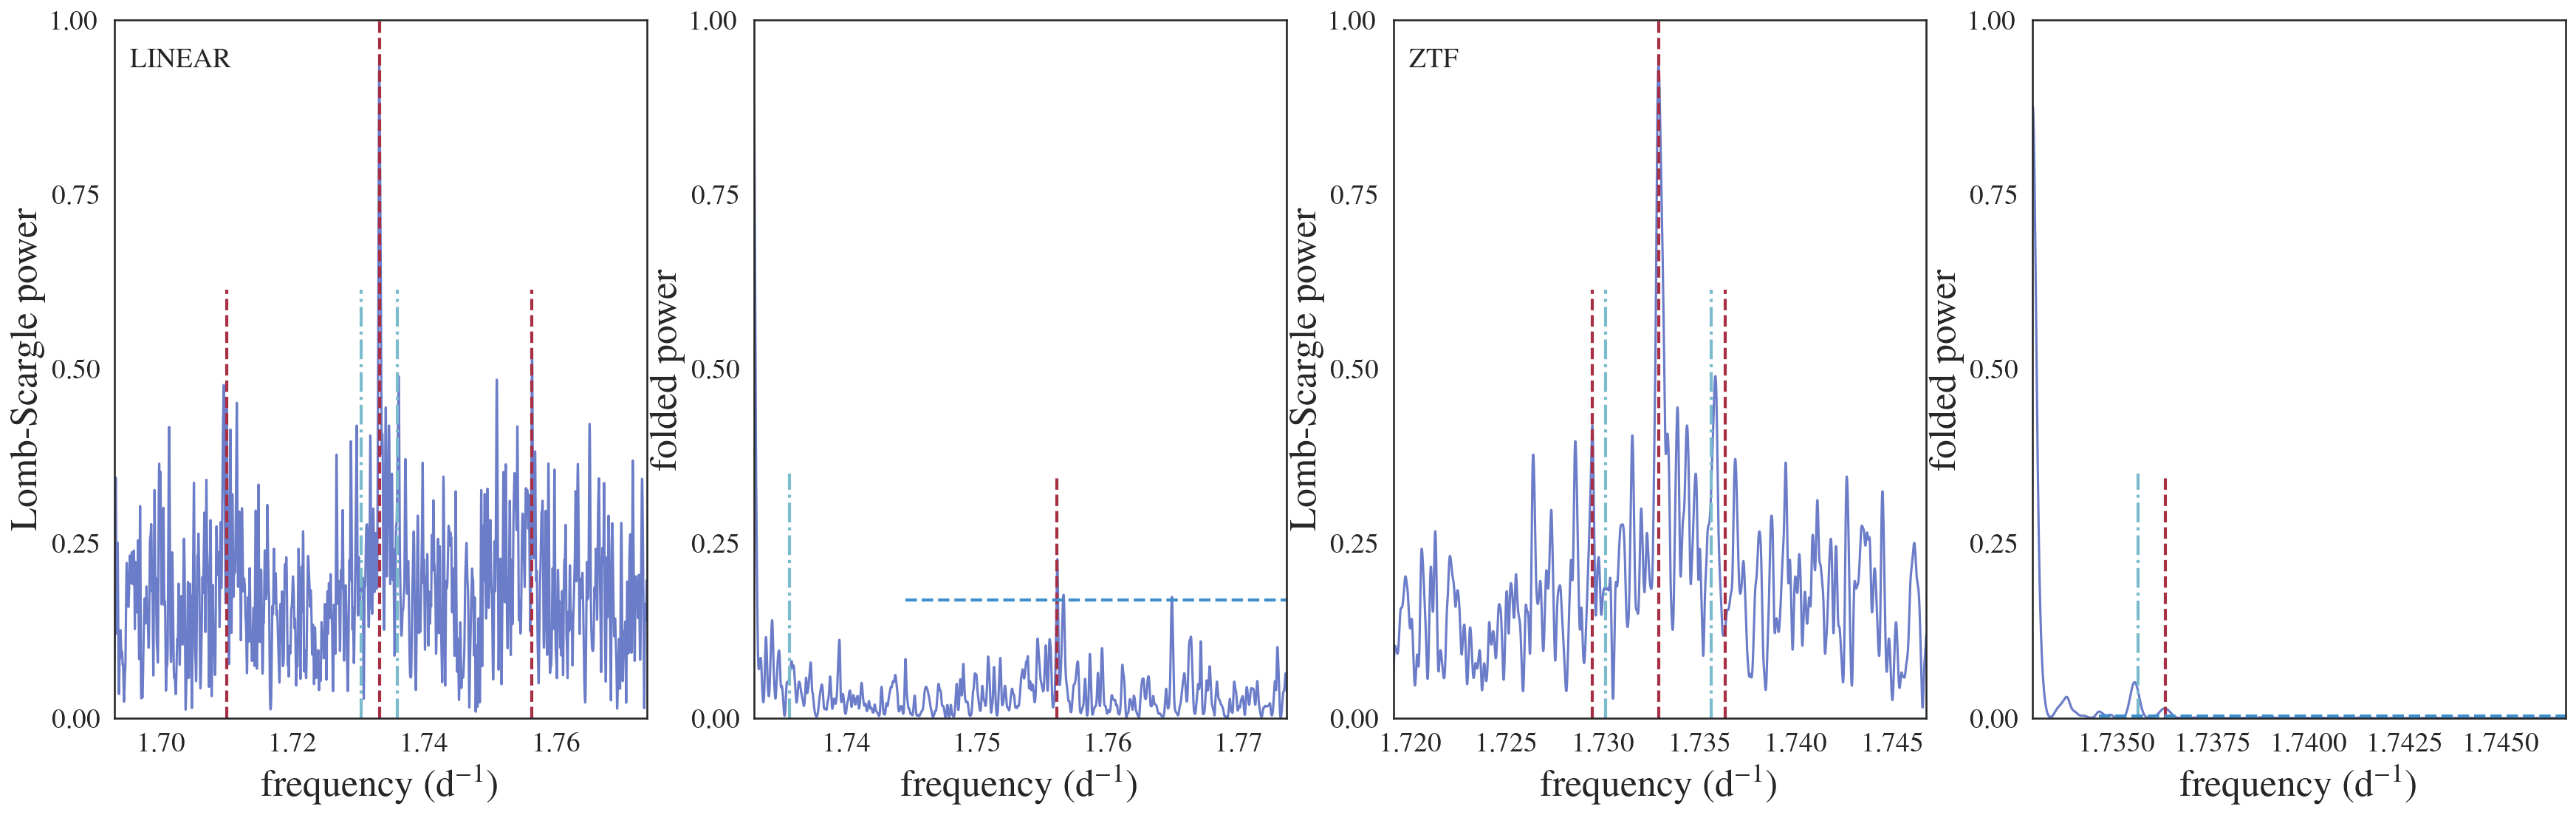 Lomb-Scargle power
1.00
0.75
0.50
0.25
0.00
LINEAR
1.70 1.72 1.74 1.76
frequency (d⁻¹)
folded power
1.00
0.75
0.50
0.25
0.00
1.74 1.75 1.76 1.77
frequency (d⁻¹)
Lomb-Scargle power
1.00
0.75
0.50
0.25
0.00
ZTF
1.720 1.725 1.730 1.735 1.740 1.745
frequency (d⁻¹)
folded power
1.00
0.75
0.50
0.25
0.00
1.7350 1.7375 1.7400 1.7425 1.7450
frequency (d⁻¹)